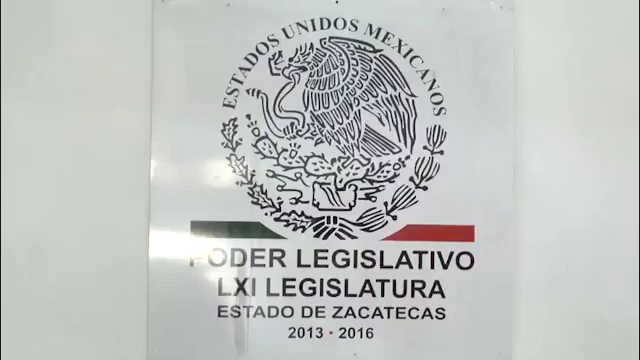 ESTADOS UNIDOS MEXICANOS
PODER LEGISLATIVO
LXI LEGISLATURA
ESTADO DE ZACATECAS
2013 • 2016